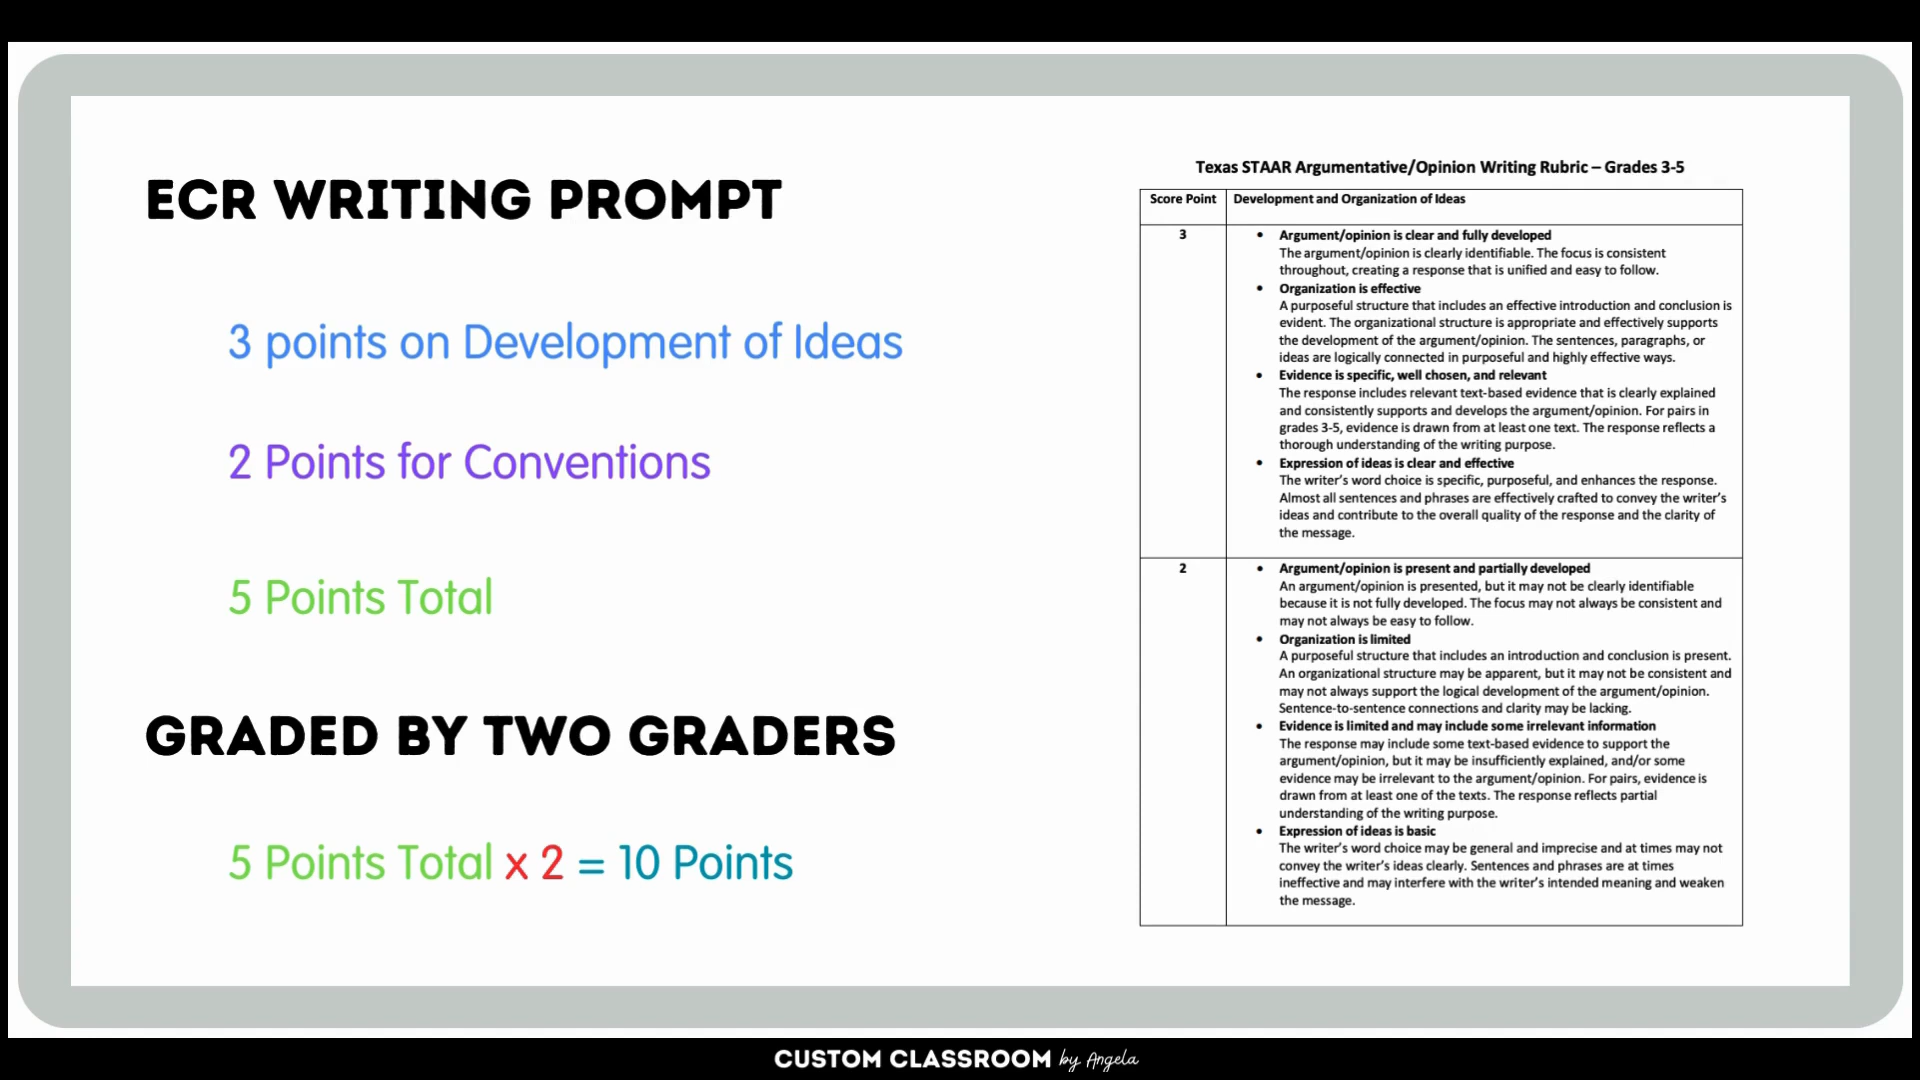 ECR WRITING PROMPT
3 points on Development of Ideas
2 Points for Conventions
5 Points Total
GRADED BY TWO GRADERS
5 Points Total x 2 = 10 Points
Texas STAAR Argumentative/Opinion Writing Rubric – Grades 3-5
Score Point Development and Organization of Ideas
3
• Argument/opinion is clear and fully developed
The argument/opinion is clearly identifiable. The focus is consistent
throughout, creating a response that is unified and easy to follow.
• Organization is effective
A purposeful structure that includes an effective introduction and conclusion is
evident. The organizational structure is appropriate and effectively supports
the development of the argument/opinion. The sentences, paragraphs, or
ideas are logically connected in purposeful and highly effective ways.
• Evidence is specific, well chosen, and relevant
The response includes relevant text-based evidence that is clearly explained
and consistently supports and develops the argument/opinion. For pairs in
grades 3-5, evidence is drawn from at least one text. The response reflects a
thorough understanding of the writing purpose.
• Expression of ideas is clear and effective
The writer's word choice is specific, purposeful, and enhances the response.
Almost all sentences and phrases are effectively crafted to convey the writer's
ideas and contribute to the overall quality of the response and the clarity of
the message.
2
• Argument/opinion is present and partially developed
An argument/opinion is presented, but it may not be clearly identifiable
because it is not fully developed. The focus may not always be consistent and
may not always be easy to follow.
• Organization is limited
A purposeful structure that includes an introduction and conclusion is present.
An organizational structure may be apparent, but it may not be consistent and
may not always support the logical development of the argument/opinion.
Sentence-to-sentence connections and clarity may be lacking.
• Evidence is limited and may include some irrelevant information
The response may include some text-based evidence to support the
argument/opinion, but it may be insufficiently explained, and/or some
evidence may be irrelevant to the argument/opinion. For pairs, evidence is
drawn from at least one of the texts. The response reflects partial
understanding of the writing purpose.
• Expression of ideas is basic
The writer's word choice may be general and imprecise and at times may not
convey the writer's ideas clearly. Sentences and phrases are at times
ineffective and may interfere with the writer's intended meaning and weaken
the message.
CUSTOM CLASSROOM by Angela